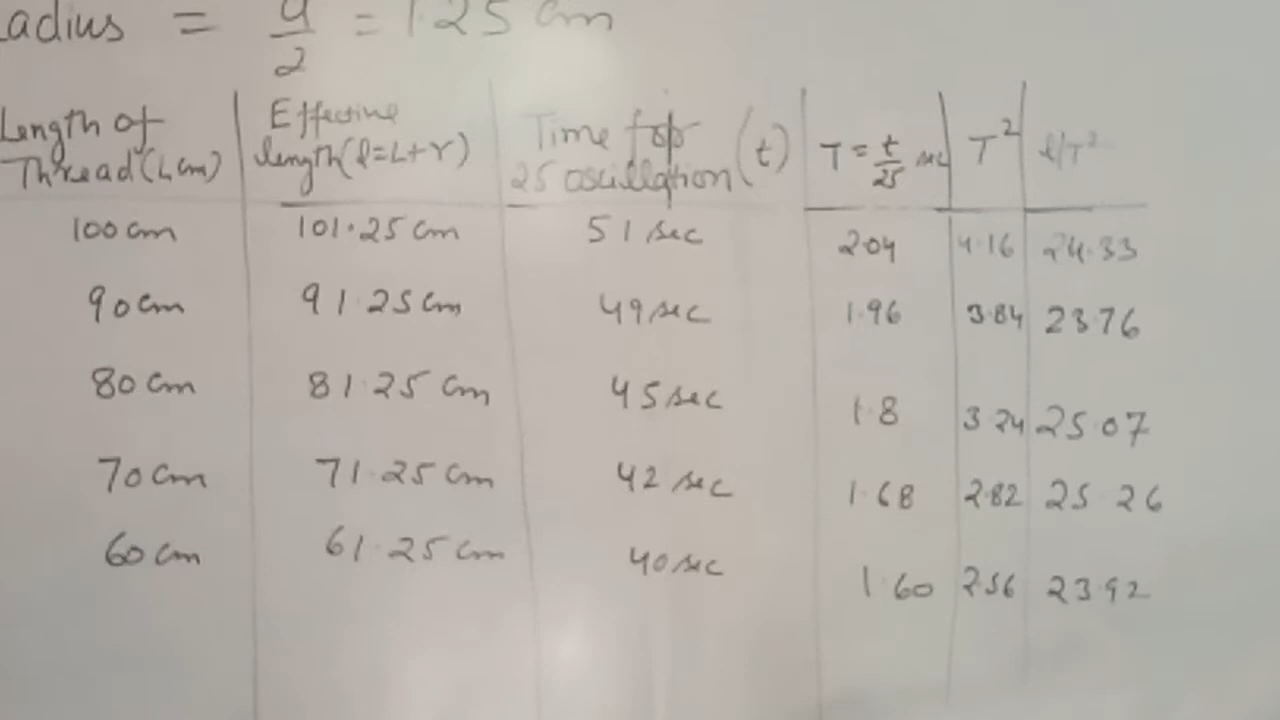 Radius = d/2 = 1.25 cm
Length of Thread (L cm) | Effective length (l=L+r) | Time for 25 oscillation (t) | T = t/25 sec | T² | l/T²
100 cm | 101.25 cm | 51 sec | 2.04 | 4.16 | 24.33
90 cm | 91.25 cm | 49 sec | 1.96 | 3.84 | 23.76
80 cm | 81.25 cm | 45 sec | 1.8 | 3.24 | 25.07
70 cm | 71.25 cm | 42 sec | 1.68 | 2.82 | 25.26
60 cm | 61.25 cm | 40 sec | 1.60 | 2.56 | 23.92